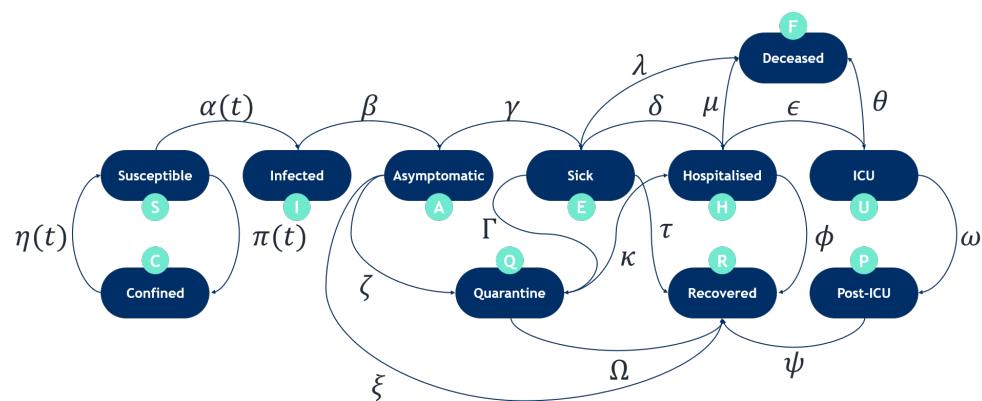 F
Deceased
λ
μ
θ
α(t)
β
γ
δ
ϵ
Susceptible
Infected
Asymptomatic
Sick
Hospitalised
ICU
S
I
A
E
H
U
η(t)
π(t)
Γ
τ
ϕ
ω
C
Q
κ
R
P
Confined
ζ
Quarantine
Recovered
Post-ICU
ξ
Ω
ψ